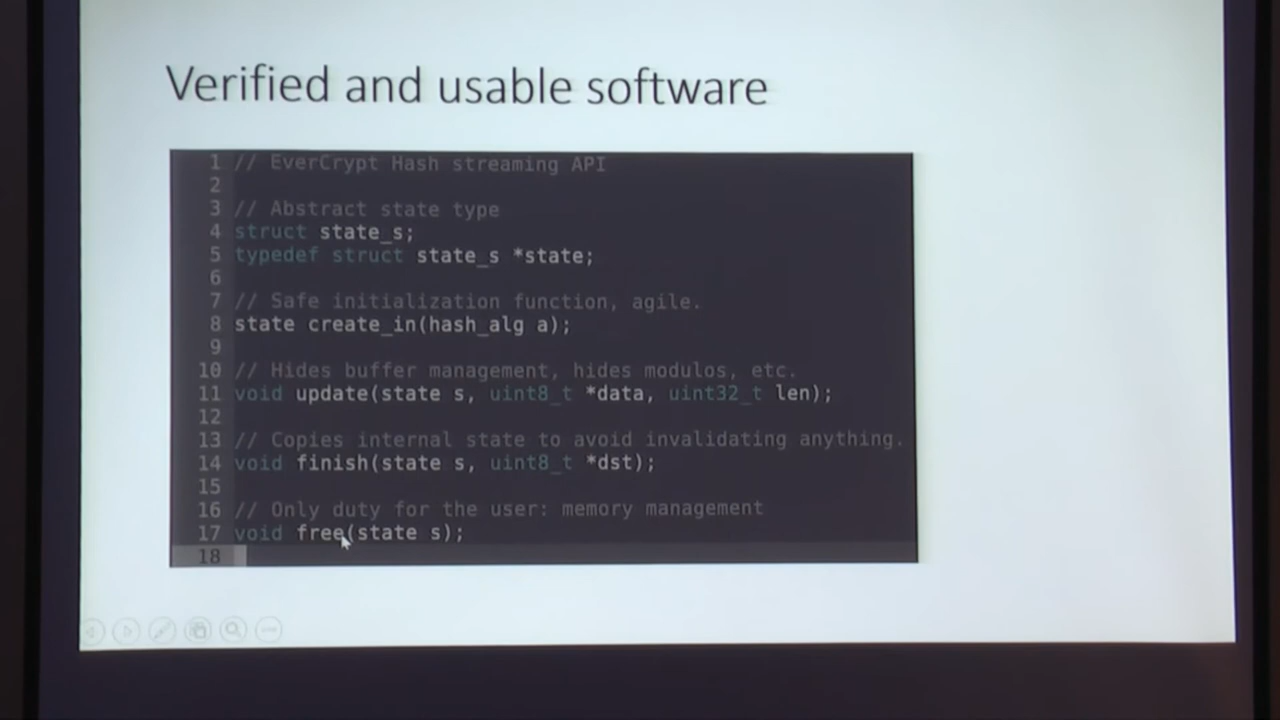 Verified and usable software
1 // EverCrypt Hash streaming API
2
3 // Abstract state type
4 struct state_s;
5 typedef struct state_s *state;
6
7 // Safe initialization function, agile.
8 state create_in(hash_alg a);
9
10 // Hides buffer management, hides modulos, etc.
11 void update(state s, uint8_t *data, uint32_t len);
12
13 // Copies internal state to avoid invalidating anything.
14 void finish(state s, uint8_t *dst);
15
16 // Only duty for the user: memory management
17 void free(state s);
18